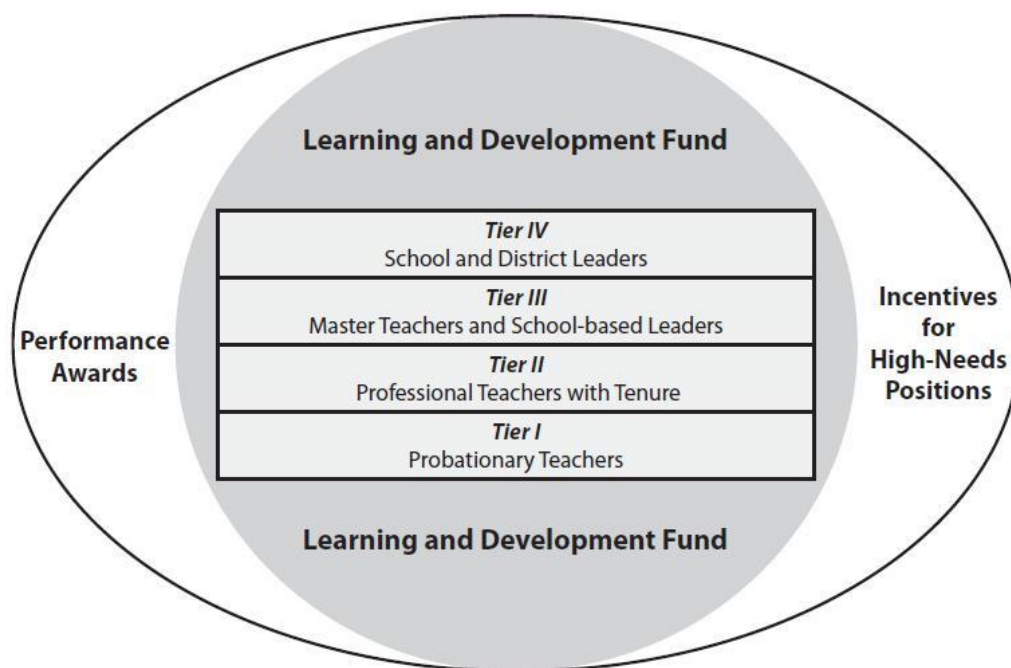 Learning and Development Fund
Tier IV
School and District Leaders
Tier III
Master Teachers and School-based Leaders
Tier II
Professional Teachers with Tenure
Tier I
Probationary Teachers
Learning and Development Fund
Performance
Awards
Incentives
for
High-Needs
Positions